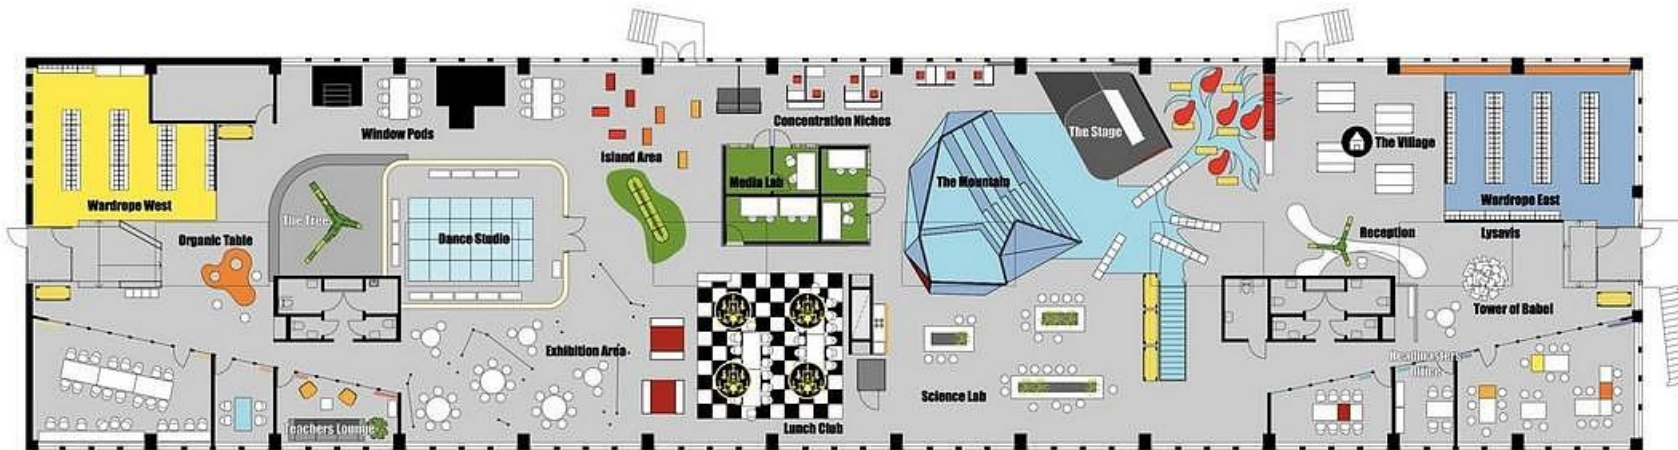 Window Pods
Concentration Niches
The Stage
The Village
Island Area
Media Lab
The Mountain
Wardrope West
Wardrope East
The Tree
Organic Table
Dance Studio
Reception
Lysavis
Tower of Babel
Exhibition Area
Headmasters
Office
Science Lab
Teachers Lounge
Lunch Club